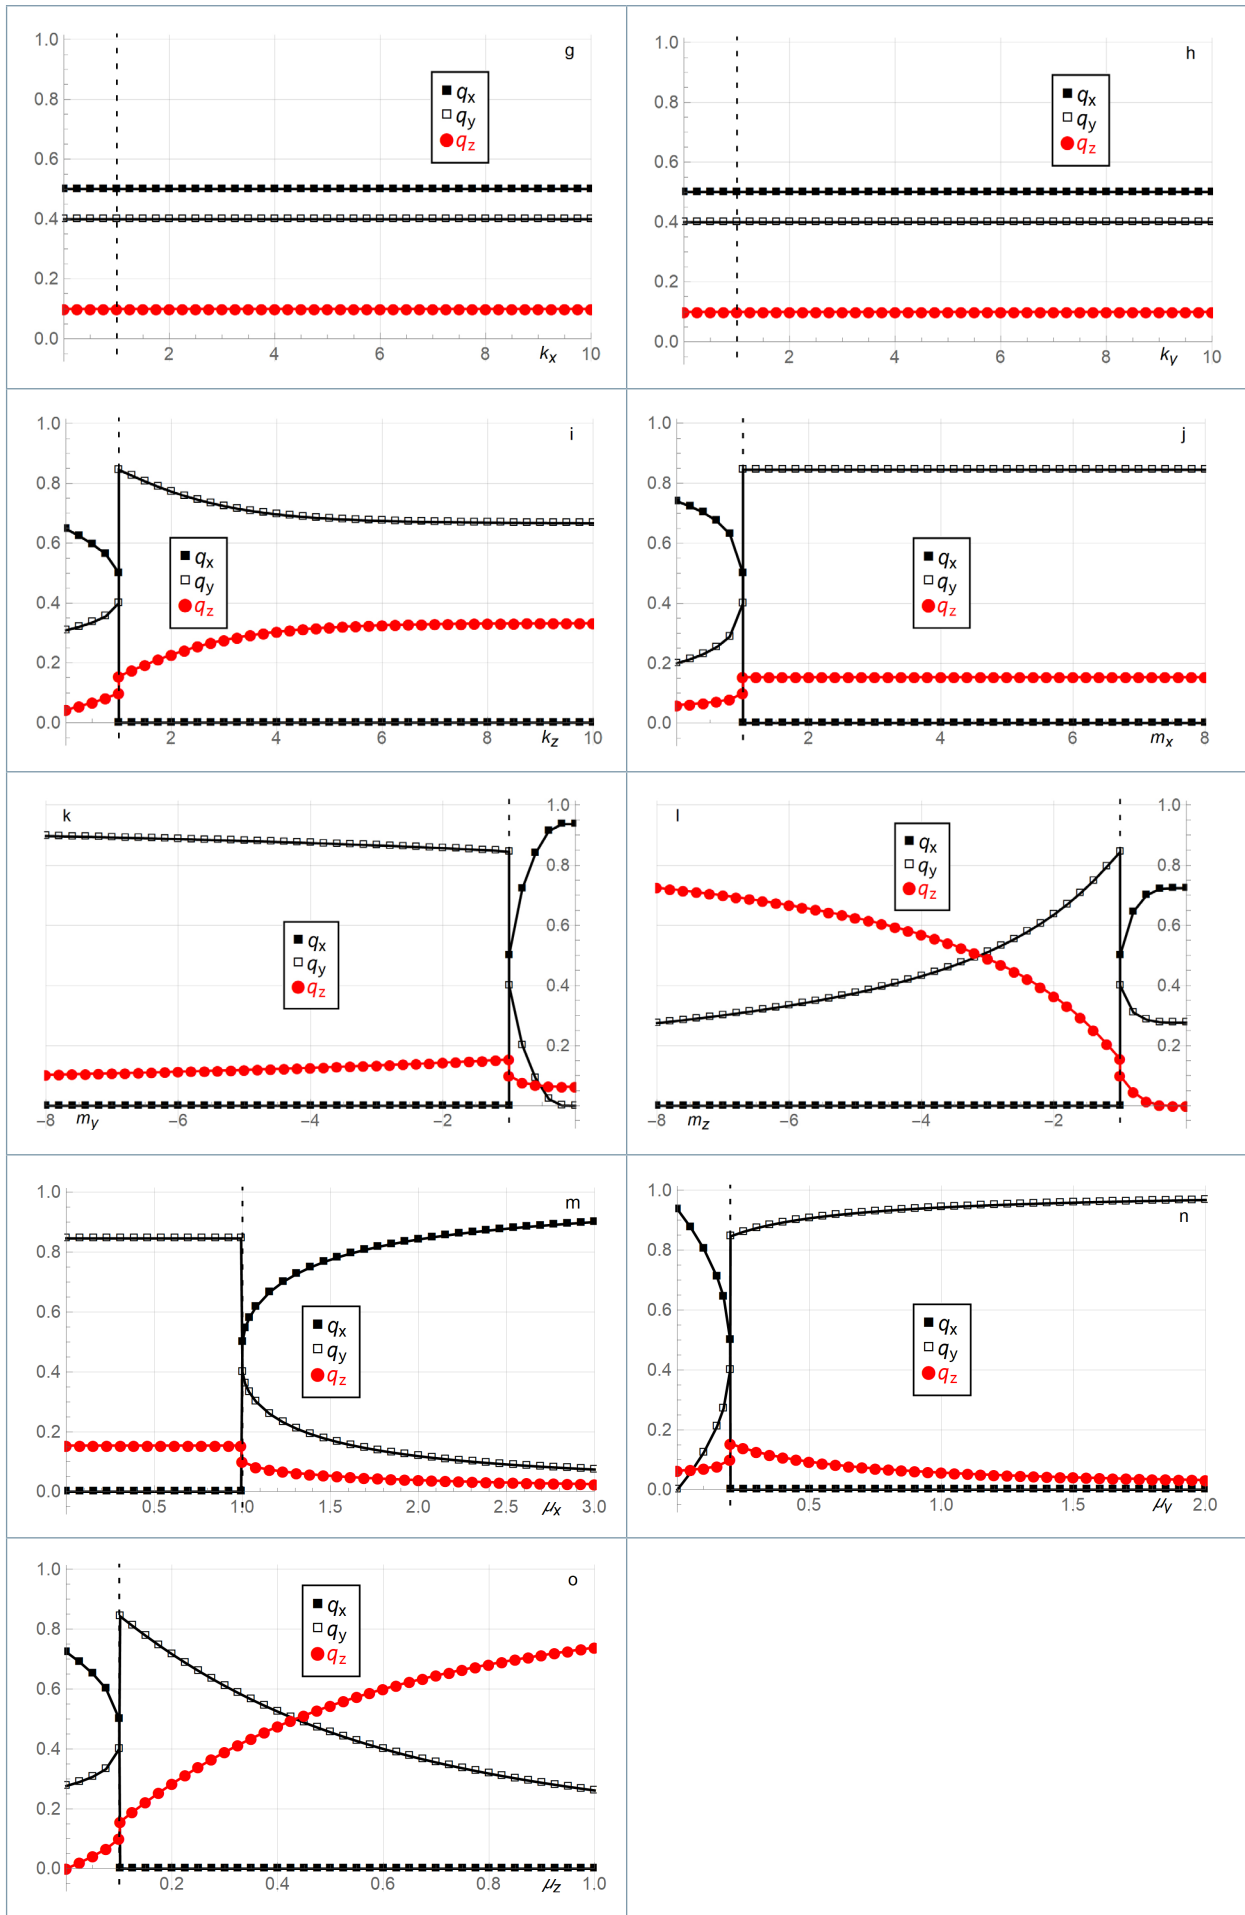 1.0
g
0.8
q_x
q_y
q_z
0.6
0.4
0.2
0.0
2 4 6 8 k_x 10
1.0
h
0.8
q_x
q_y
q_z
0.6
0.4
0.2
0.0
2 4 6 8 k_y 10
1.0
i
0.8
0.6
q_x
q_y
q_z
0.4
0.2
0.0
2 4 6 8 k_z 10
1.0
j
0.8
0.6
q_x
q_y
q_z
0.4
0.2
0.0
2 4 6 m_x 8
k
1.0
0.8
0.6
q_x
q_y
q_z
0.4
0.2
-8 m_y -6 -4 -2
l
1.0
q_x
q_y
q_z
0.8
0.6
0.4
0.2
-8 m_z -6 -4 -2
1.0
m
0.8
0.6
q_x
q_y
q_z
0.4
0.2
0.0
0.5 1.0 1.5 2.0 2.5 μ_x 3.0
1.0
n
0.8
0.6
q_x
q_y
q_z
0.4
0.2
0.0
0.5 1.0 1.5 μ_y 2.0
1.0
o
q_x
q_y
q_z
0.8
0.6
0.4
0.2
0.0
0.2 0.4 0.6 0.8 μ_z 1.0